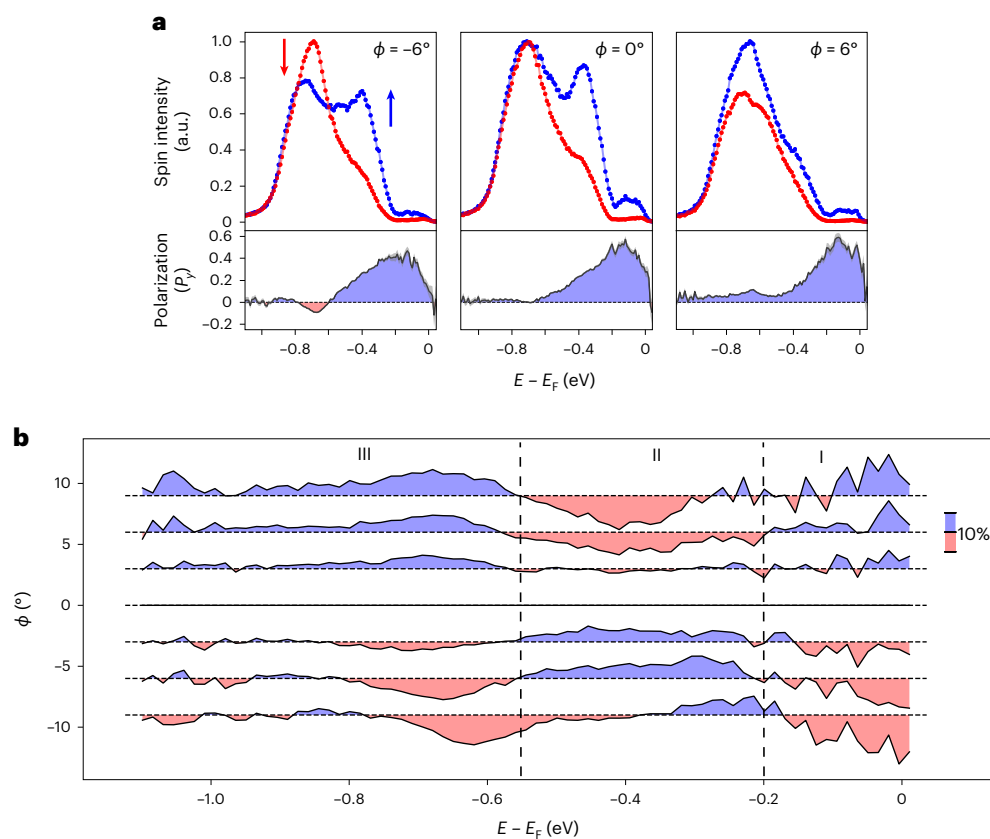 a
ϕ = –6° ϕ = 0° ϕ = 6°
Spin intensity
(a.u.)
1.0
0.8
0.6
0.4
0.2
0
Polarization
(Py)
0.6
0.4
0.2
0
–0.2
–0.8 –0.4 0 –0.8 –0.4 0 –0.8 –0.4 0
E – EF (eV)
b
III II I
ϕ (°)
10
5
0
–5
–10
10%
–1.0 –0.8 –0.6 –0.4 –0.2 0
E – EF (eV)